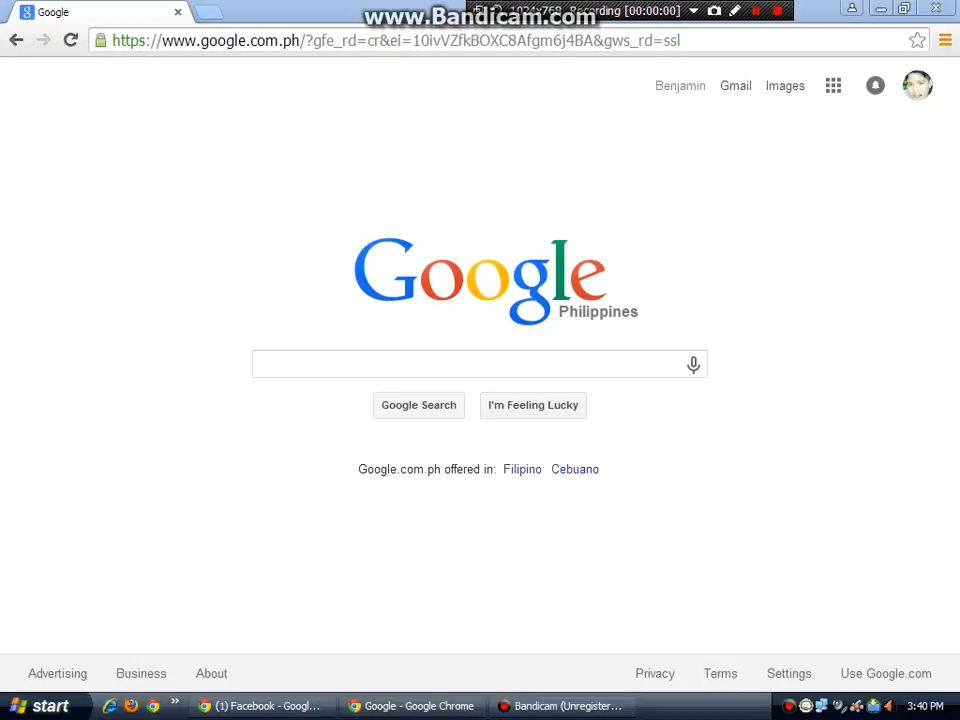 Google
www.Bandicam.com
1024x768 Recording [00:00:00]
https://www.google.com.ph/?gfe_rd=cr&ei=10ivVZfkBOXC8Afgm6j4BA&gws_rd=ssl
Benjamin Gmail Images
Google
Philippines
Google Search I'm Feeling Lucky
Google.com.ph offered in: Filipino Cebuano
Advertising Business About Privacy Terms Settings Use Google.com
start (1) Facebook - Googl... Google - Google Chrome Bandicam (Unregister... 3:40 PM